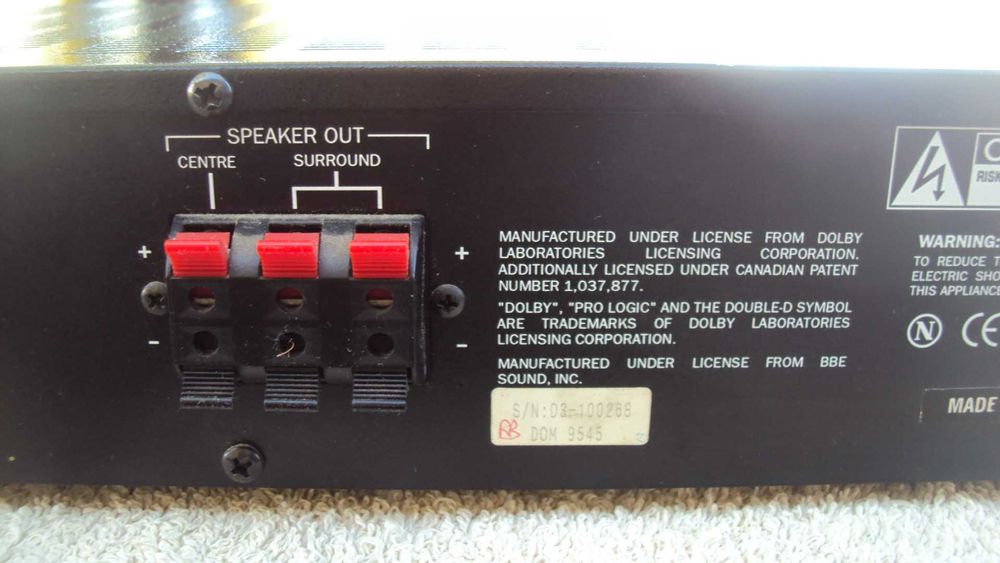 SPEAKER OUT
CENTRE SURROUND
+ +
- -
MANUFACTURED UNDER LICENSE FROM DOLBY
LABORATORIES LICENSING CORPORATION.
ADDITIONALLY LICENSED UNDER CANADIAN PATENT
NUMBER 1,037,877.
"DOLBY", "PRO LOGIC" AND THE DOUBLE-D SYMBOL
ARE TRADEMARKS OF DOLBY LABORATORIES
LICENSING CORPORATION.
MANUFACTURED UNDER LICENSE FROM BBE
SOUND, INC.
S/N:D3-100268
DOM 9545
RISK
WARNING:
TO REDUCE
ELECTRIC
THIS APPLIANCE
N CE
MADE